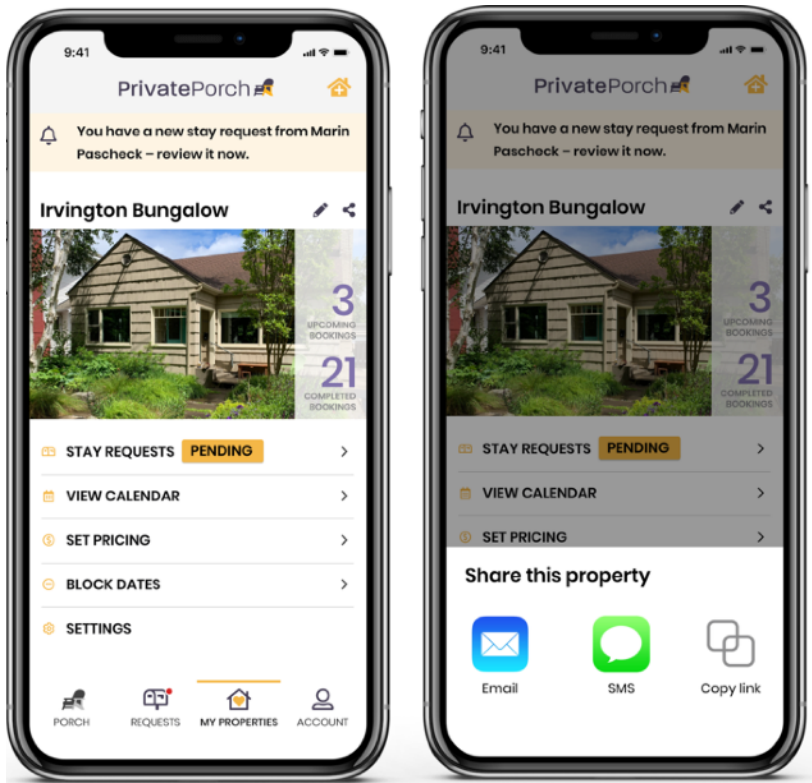 9:41
PrivatePorch
You have a new stay request from Marin
Pascheck – review it now.
Irvington Bungalow
3
UPCOMING
BOOKINGS
21
COMPLETED
BOOKINGS
STAY REQUESTS PENDING
VIEW CALENDAR
SET PRICING
BLOCK DATES
SETTINGS
PORCH REQUESTS MY PROPERTIES ACCOUNT
9:41
PrivatePorch
You have a new stay request from Marin
Pascheck – review it now.
Irvington Bungalow
3
UPCOMING
BOOKINGS
21
COMPLETED
BOOKINGS
STAY REQUESTS PENDING
VIEW CALENDAR
SET PRICING
Share this property
Email SMS Copy link